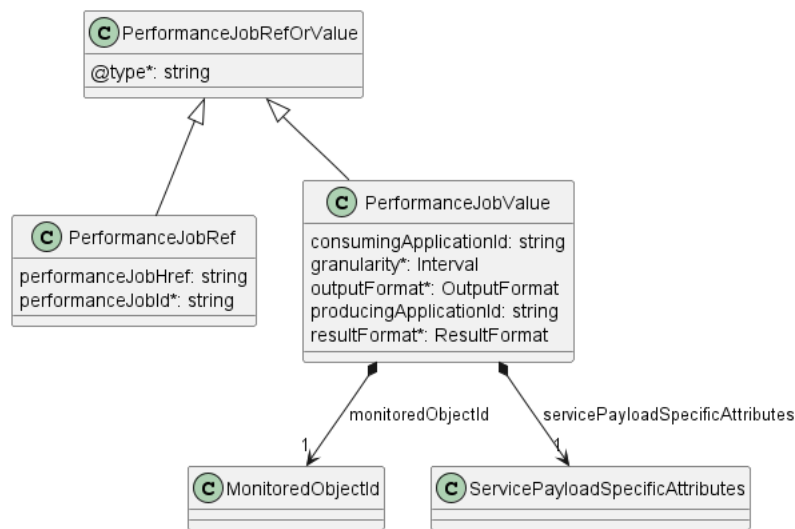 C PerformanceJobRefOrValue
@type*: string
C PerformanceJobRef
performanceJobHref: string
performanceJobId*: string
C PerformanceJobValue
consumingApplicationId: string
granularity*: Interval
outputFormat*: OutputFormat
producingApplicationId: string
resultFormat*: ResultFormat
monitoredObjectId
servicePayloadSpecificAttributes
1
1
C MonitoredObjectId
C ServicePayloadSpecificAttributes